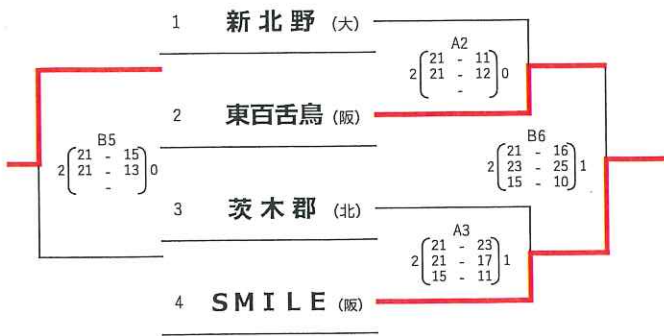 1 新北野 (大)
A2
2 21 - 11 0
21 - 12
-
2 東百舌鳥 (阪)
B5
2 21 - 15 0
21 - 13
-
B6
2 21 - 16 1
23 - 25
15 - 10
3 茨木郡 (北)
A3
2 21 - 23 1
21 - 17
15 - 11
4 SMILE (阪)